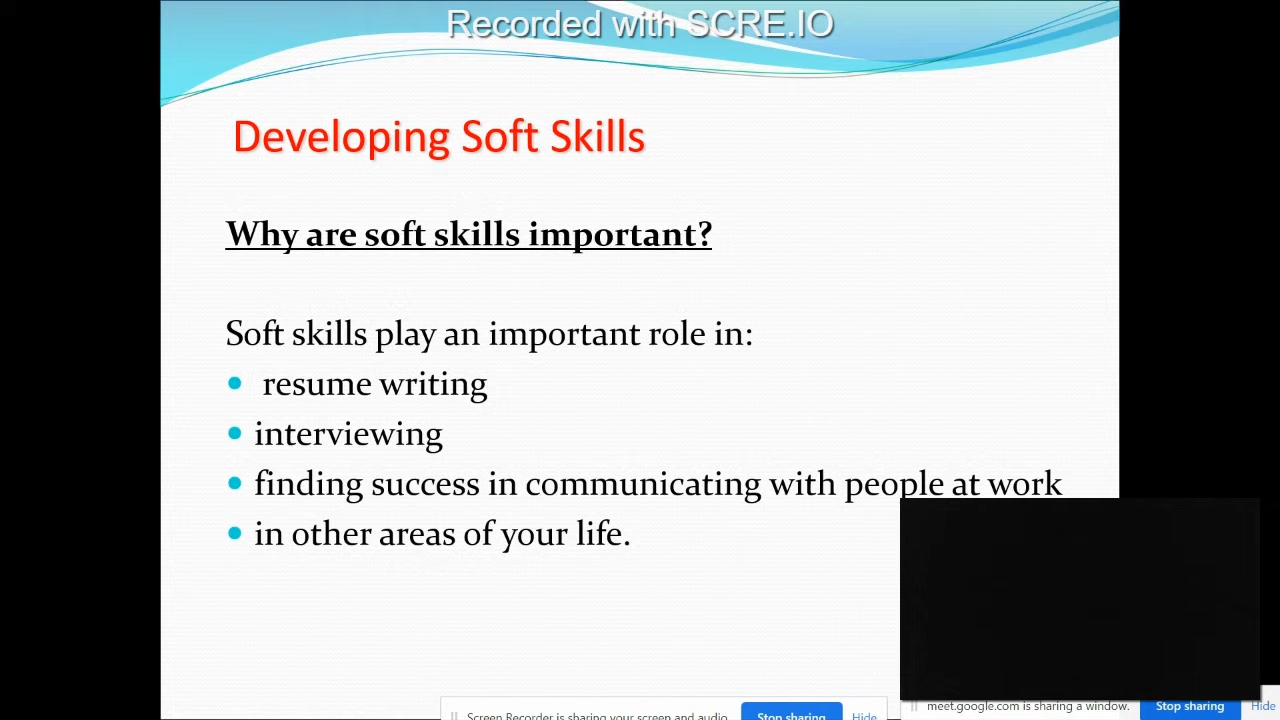 Recorded with SCRE.IO
Developing Soft Skills
Why are soft skills important?
Soft skills play an important role in:
resume writing
interviewing
finding success in communicating with people at work
in other areas of your life.
Screen Recorder is sharing your screen and audio. Stop sharing Hide
meet.google.com is sharing a window. Stop sharing Hide